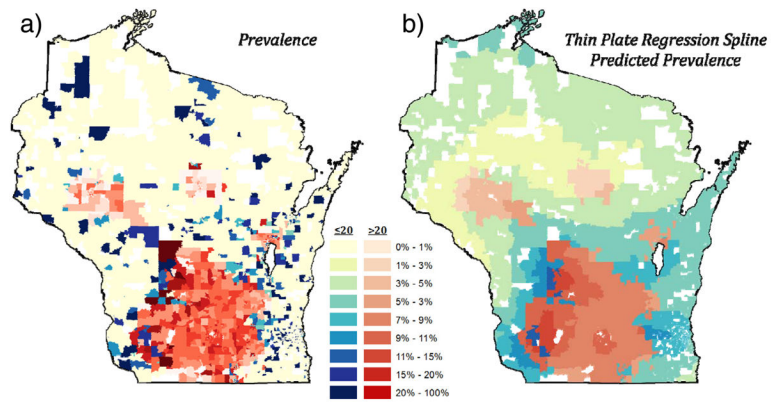 a)
Prevalence
b)
Thin Plate Regression Spline
Predicted Prevalence
≤20 >20
0% - 1%
1% - 3%
3% - 5%
5% - 3%
7% - 9%
9% - 11%
11% - 15%
15% - 20%
20% - 100%